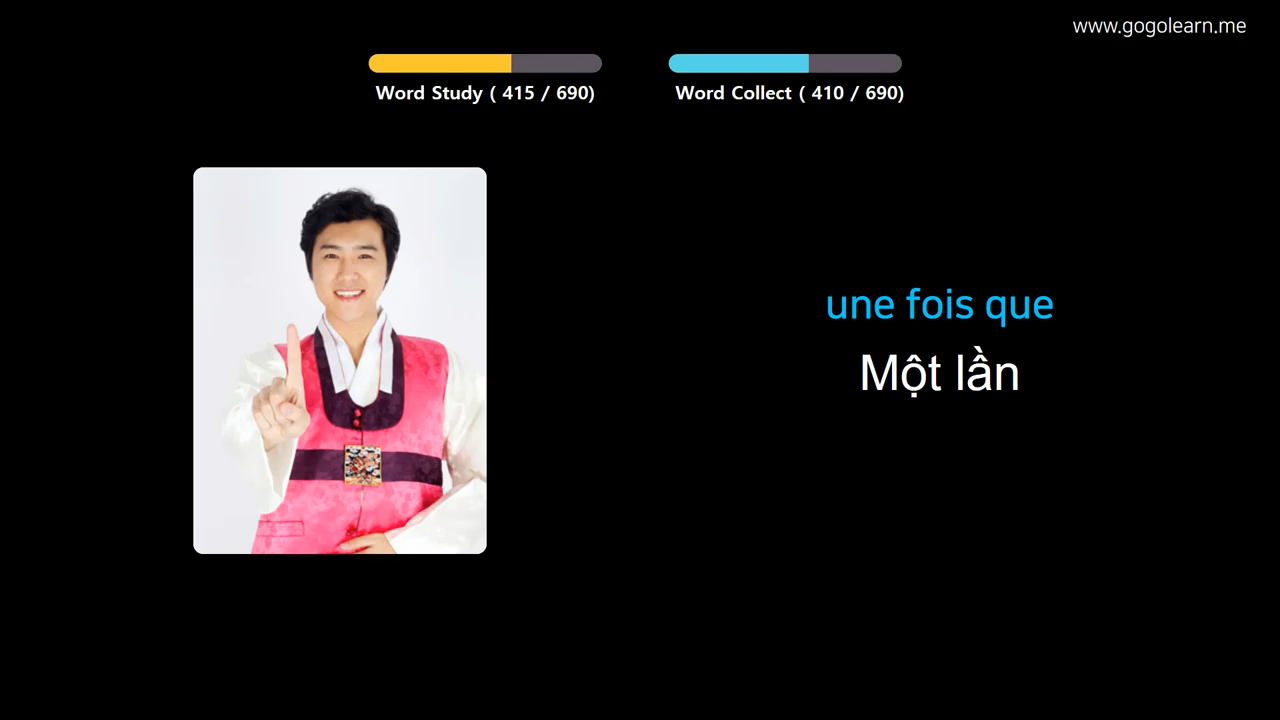 www.gogolearn.me
Word Study ( 415 / 690)
Word Collect ( 410 / 690)
une fois que
Một lần